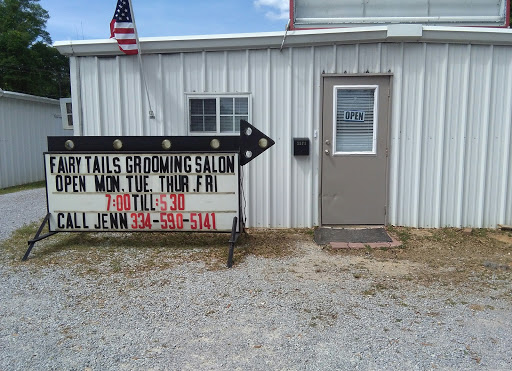 FAIRY TAILS GROOMING SALON
OPEN MON. TUE. THUR. FRI
7:00 TILL :5 30
CALL JENN 334-590-5141
OPEN